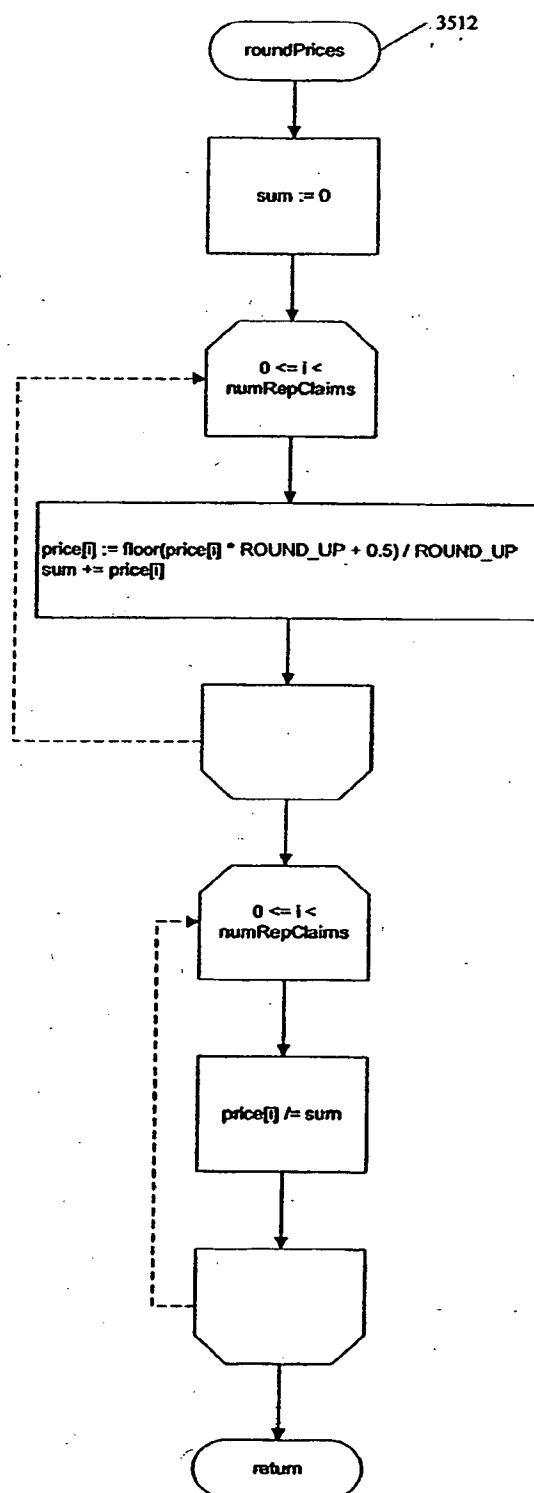 roundPrices
3512
sum := 0
0 <= i <
numRepClaims
price[i] := floor(price[i] * ROUND_UP + 0.5) / ROUND_UP
sum += price[i]
0 <= i <
numRepClaims
price[i] /= sum
return